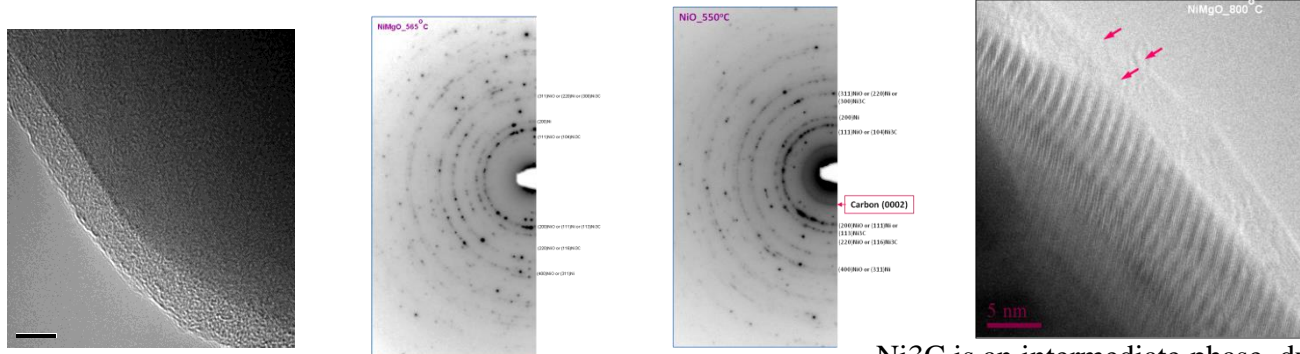 NiMgO_565°C
(311)NiO or (220)Ni or (300)Ni3C
(200)Ni
(111)NiO or (104)Ni3C
(200)NiO or (111)Ni or (113)Ni3C
(220)NiO or (116)Ni3C
(400)NiO or (311)Ni
NiO_550°C
(311)NiO or (220)Ni or
(300)Ni3C
(200)Ni
(111)NiO or (104)Ni3C
Carbon (0002)
(200)NiO or (111)Ni or
(113)Ni3C
(220)NiO or (116)Ni3C
(400)NiO or (311)Ni
NiMgO_800°C
5 nm
Ni3C is an intermediate phase